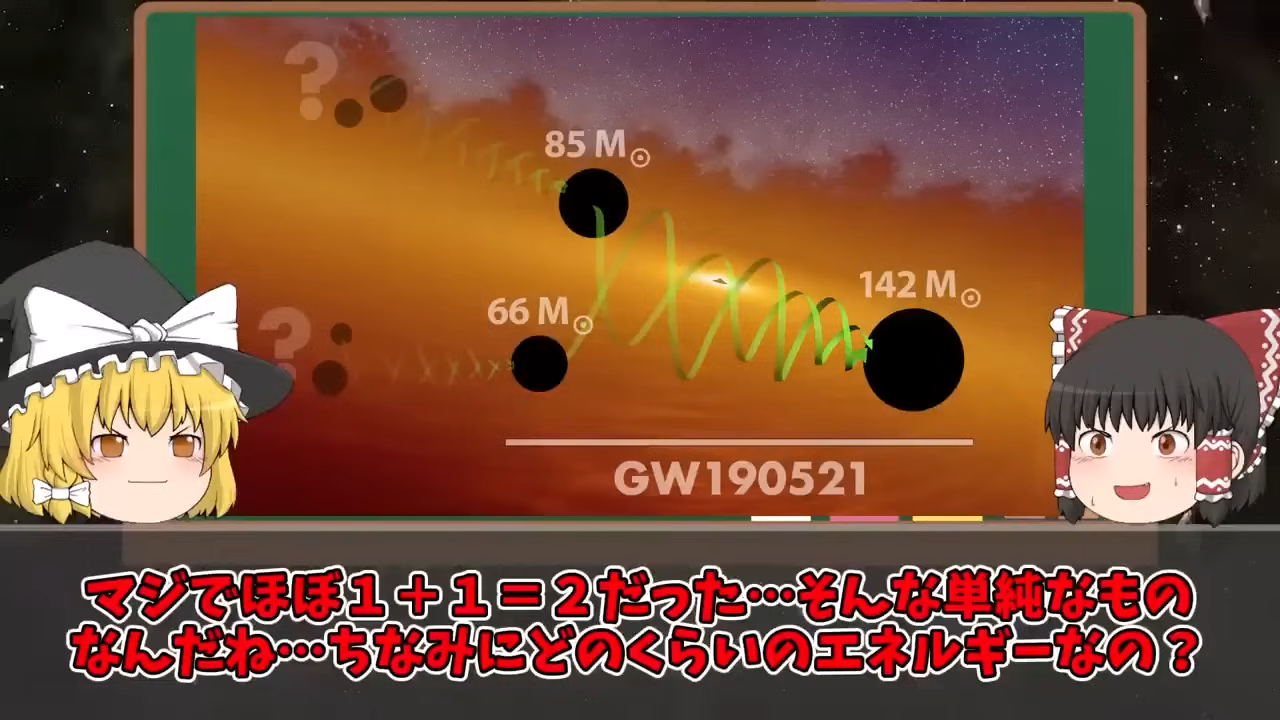 ?
85 M☉
142 M☉
66 M☉
?
GW190521
マジでほぼ１＋１＝２だった…そんな単純なもの
なんだね…ちなみにどのくらいのエネルギーなの？